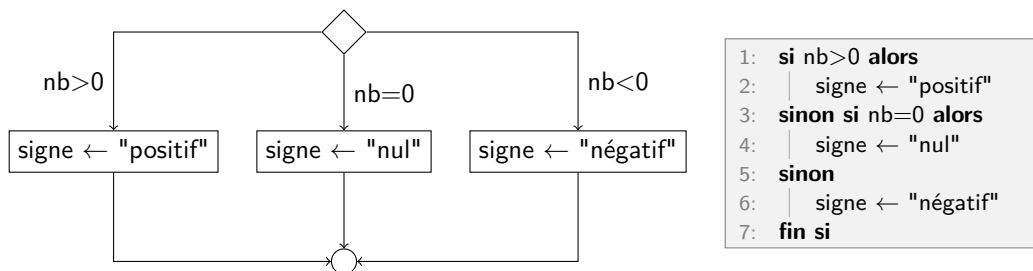 nb>0
nb=0
nb<0
signe ← "positif"
signe ← "nul"
signe ← "négatif"
1: si nb>0 alors
2: signe ← "positif"
3: sinon si nb=0 alors
4: signe ← "nul"
5: sinon
6: signe ← "négatif"
7: fin si